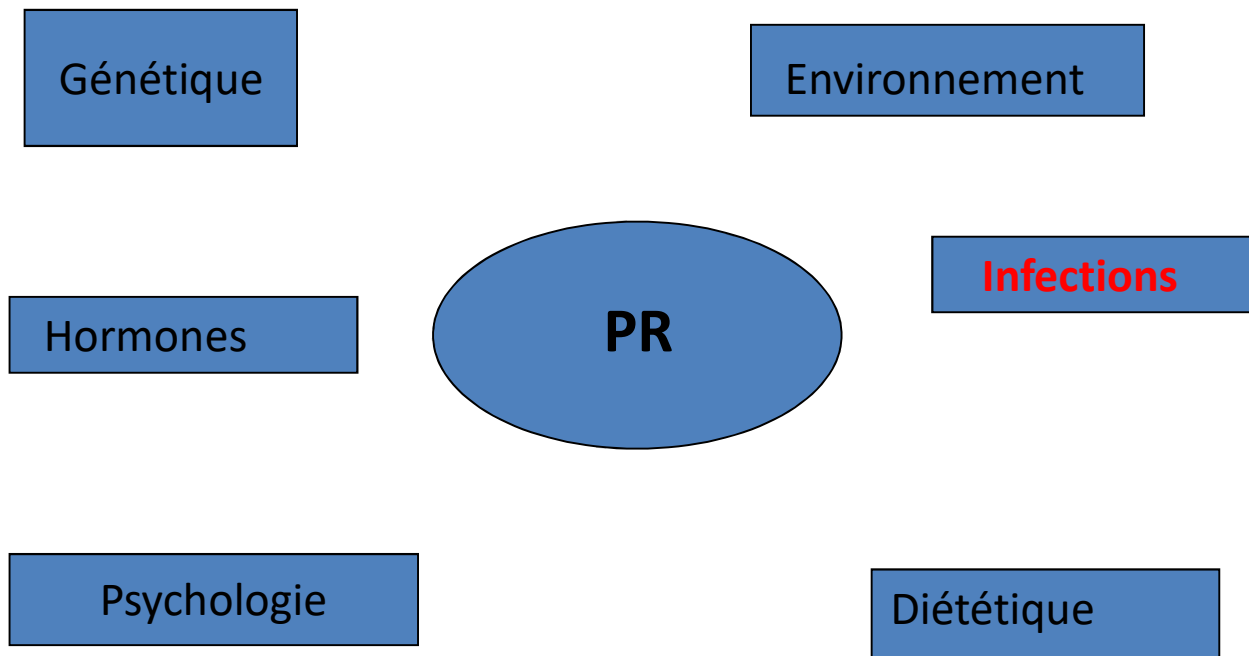 Génétique
Environnement
Infections
Hormones
PR
Psychologie
Diététique